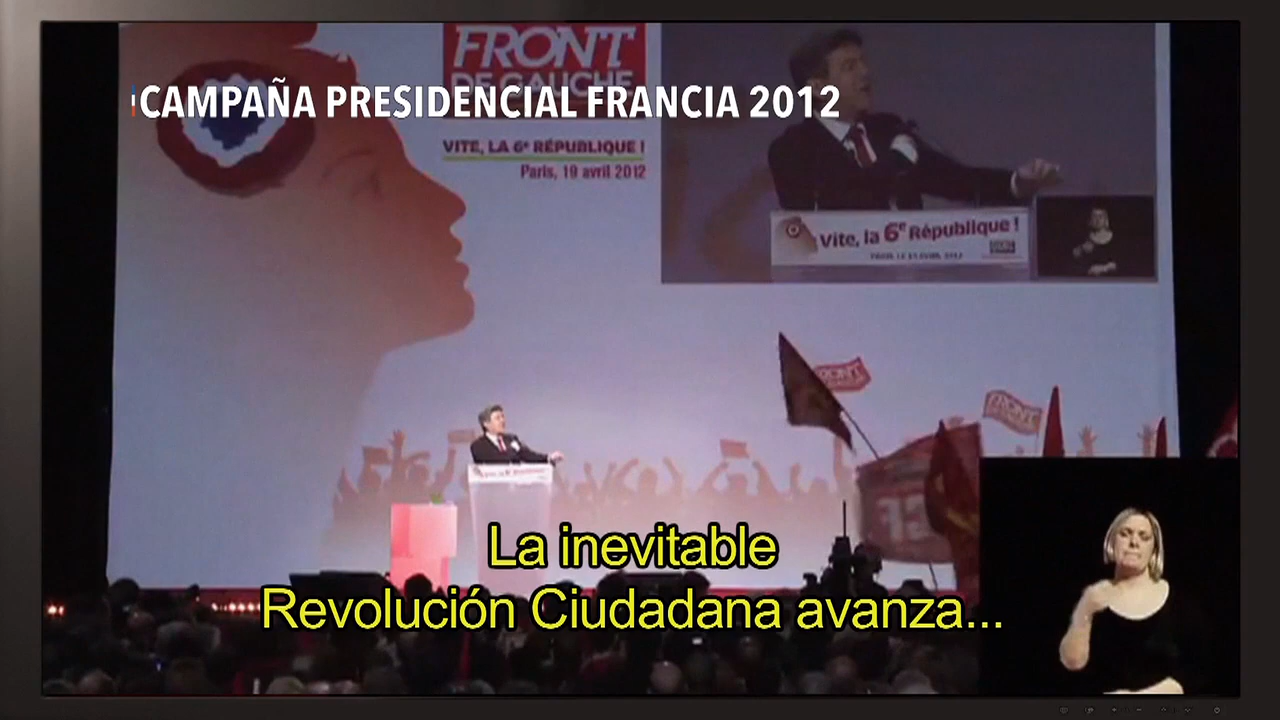 FRONT
DE GAUCHE
CAMPAÑA PRESIDENCIAL FRANCIA 2012
VITE, LA 6e RÉPUBLIQUE !
Paris, 19 avril 2012
Vite, la 6e République !
FRONT
FRONT
La inevitable
Revolución Ciudadana avanza...